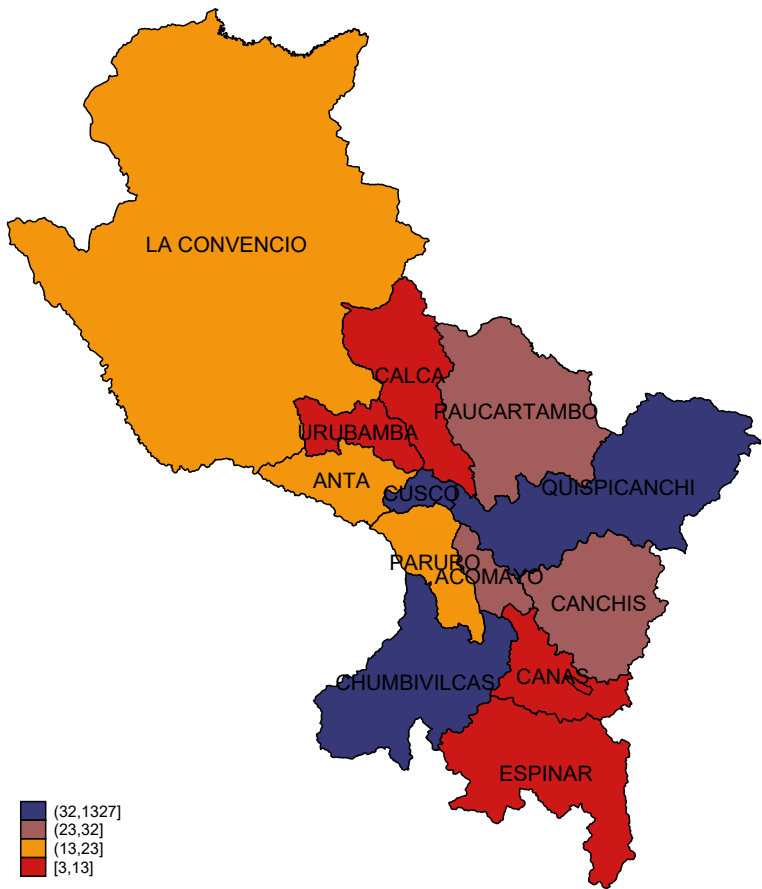 LA CONVENCIO
CALCA
PAUCARTAMBO
URUBAMBA
ANTA
CUSCO
QUISPICANCHI
PARURO
ACOMAYO
CANCHIS
CHUMBIVILCAS
CANAS
ESPINAR
(32,1327]
(23,32]
(13,23]
[3,13]